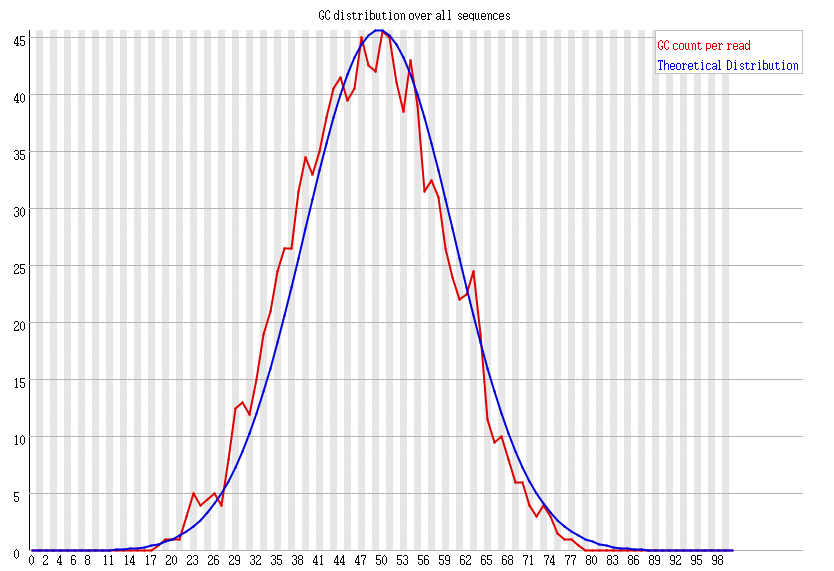 GC distribution over all sequences
GC count per read
Theoretical Distribution
45
40
35
30
25
20
15
10
5
0
0 2 4 6 8 11 14 17 20 23 26 29 32 35 38 41 44 47 50 53 56 59 62 65 68 71 74 77 80 83 86 89 92 95 98